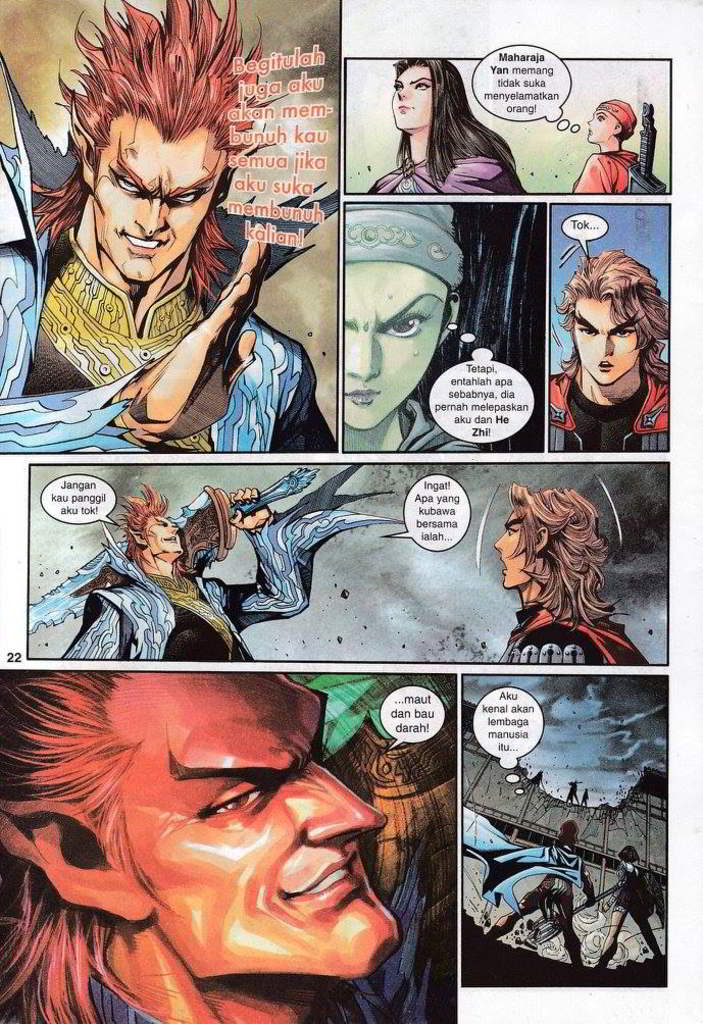 Begitulah
juga aku
akan mem-
bunuh kau
semua jika
aku suka
membunuh
kalian!
Maharaja
Yan memang
tidak suka
menyelamatkan
orang!
Tetapi,
entahlah apa
sebabnya, dia
pernah melepaskan
aku dan He
Zhi!
Tok...
Jangan
kau panggil
aku tok!
Ingat!
Apa yang
kubawa
bersama
ialah...
22
...maut
dan bau
darah!
Aku
kenal akan
lembaga
manusia
itu...